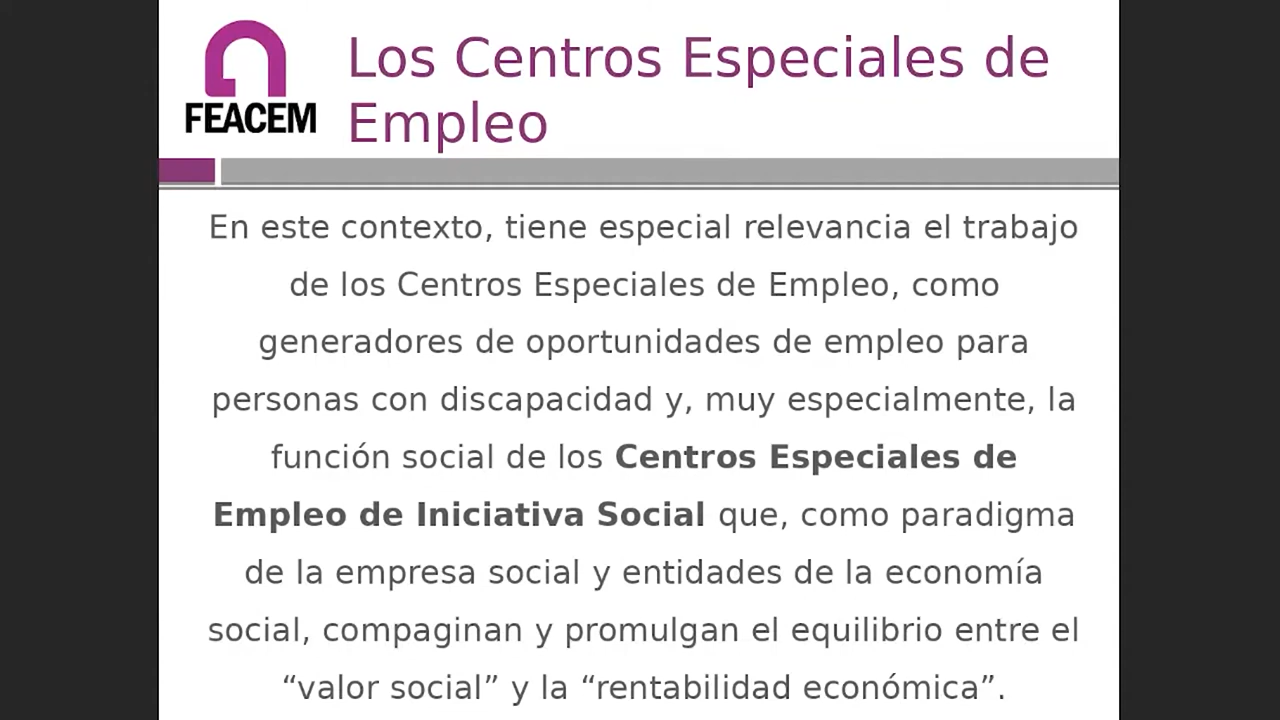 FEACEM
Los Centros Especiales de
Empleo
En este contexto, tiene especial relevancia el trabajo
de los Centros Especiales de Empleo, como
generadores de oportunidades de empleo para
personas con discapacidad y, muy especialmente, la
función social de los Centros Especiales de
Empleo de Iniciativa Social que, como paradigma
de la empresa social y entidades de la economía
social, compaginan y promulgan el equilibrio entre el
“valor social” y la “rentabilidad económica”.